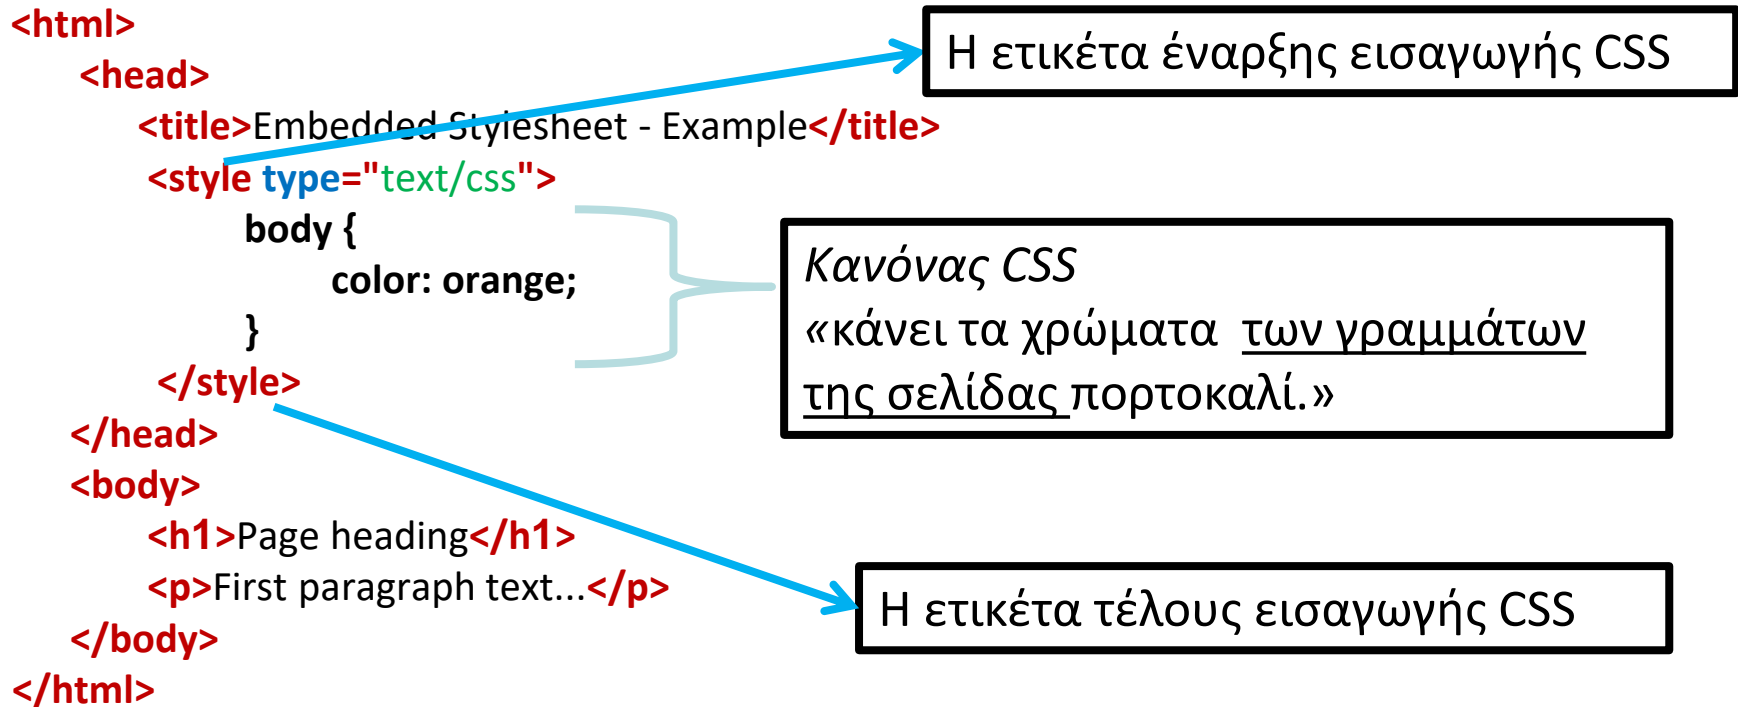 <html>
<head>
<title>Embedded Stylesheet - Example</title>
<style type="text/css">
body {
color: orange;
}
</style>
</head>
<body>
<h1>Page heading</h1>
<p>First paragraph text...</p>
</body>
</html>
Η ετικέτα έναρξης εισαγωγής CSS
Κανόνας CSS
«κάνει τα χρώματα των γραμμάτων
της σελίδας πορτοκαλί.»
Η ετικέτα τέλους εισαγωγής CSS